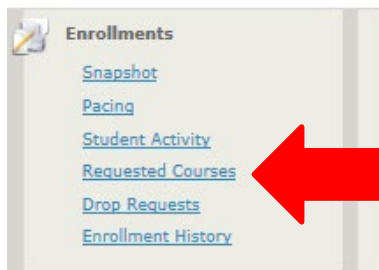 Enrollments
Snapshot
Pacing
Student Activity
Requested Courses
Drop Requests
Enrollment History